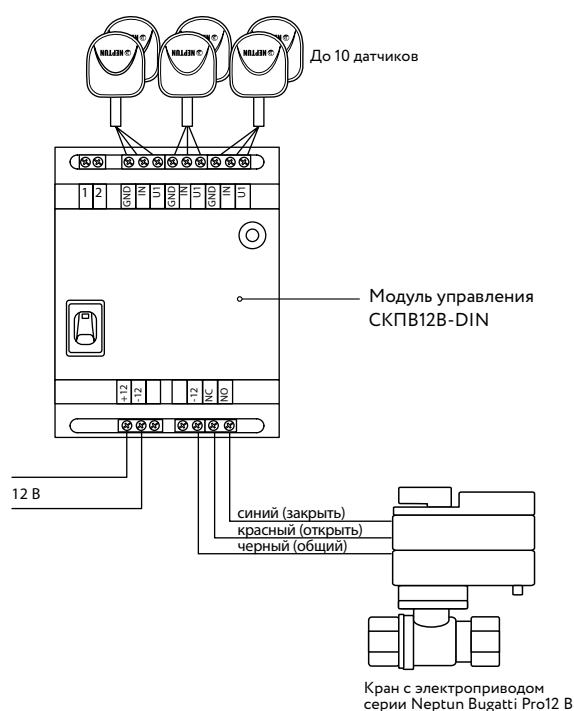 NEPTUN NEPTUN NEPTUN
До 10 датчиков
1 2 GND IN U1 GND IN U1 GND IN U1
Модуль управления
СКПВ12В-DIN
+12 -12 -12 NC NO
12 В
синий (закрыть)
красный (открыть)
черный (общий)
Кран с электроприводом
серии Neptun Bugatti Pro12 В